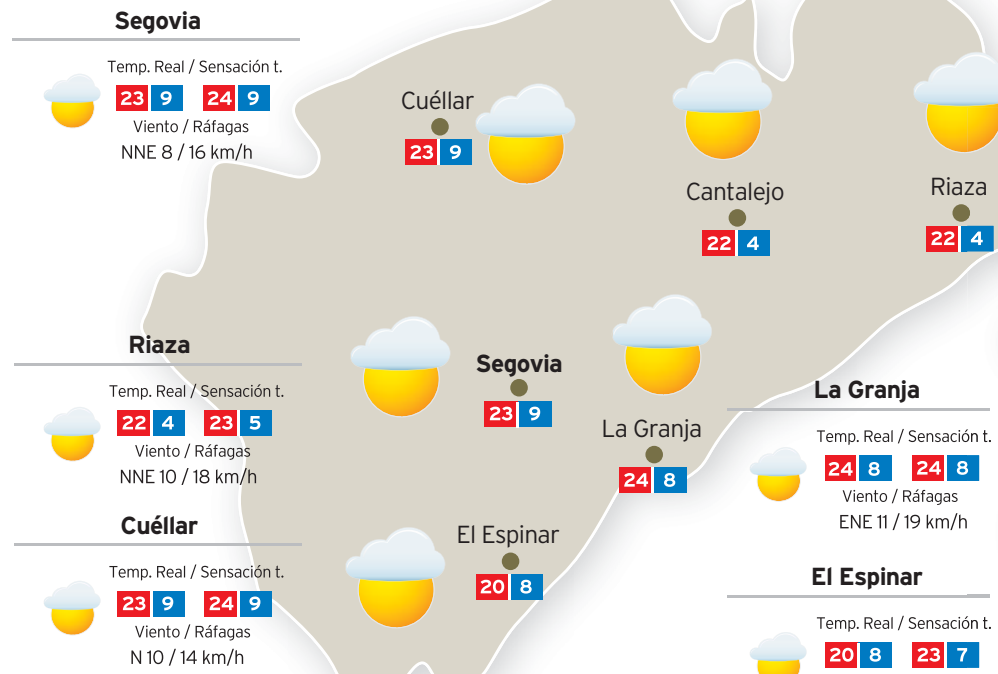 Segovia
Temp. Real / Sensación t.
23 9 24 9
Viento / Ráfagas
NNE 8 / 16 km/h
Cuéllar
23 9
Cantalejo
22 4
Riaza
22 4
Riaza
Temp. Real / Sensación t.
22 4 23 5
Viento / Ráfagas
NNE 10 / 18 km/h
Segovia
23 9
La Granja
24 8
La Granja
Temp. Real / Sensación t.
24 8 24 8
Viento / Ráfagas
ENE 11 / 19 km/h
Cuéllar
Temp. Real / Sensación t.
23 9 24 9
Viento / Ráfagas
N 10 / 14 km/h
El Espinar
20 8
El Espinar
Temp. Real / Sensación t.
20 8 23 7